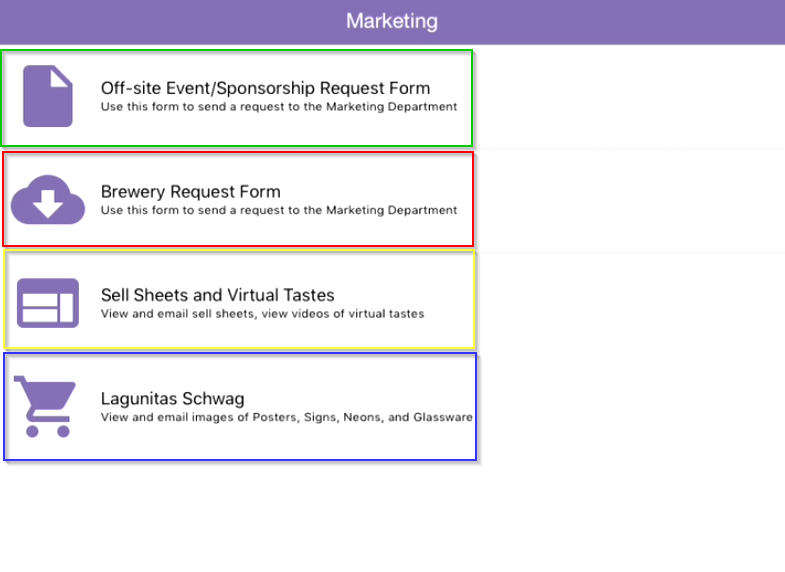 Marketing
Off-site Event/Sponsorship Request Form
Use this form to send a request to the Marketing Department
Brewery Request Form
Use this form to send a request to the Marketing Department
Sell Sheets and Virtual Tastes
View and email sell sheets, view videos of virtual tastes
Lagunitas Schwag
View and email images of Posters, Signs, Neons, and Glassware